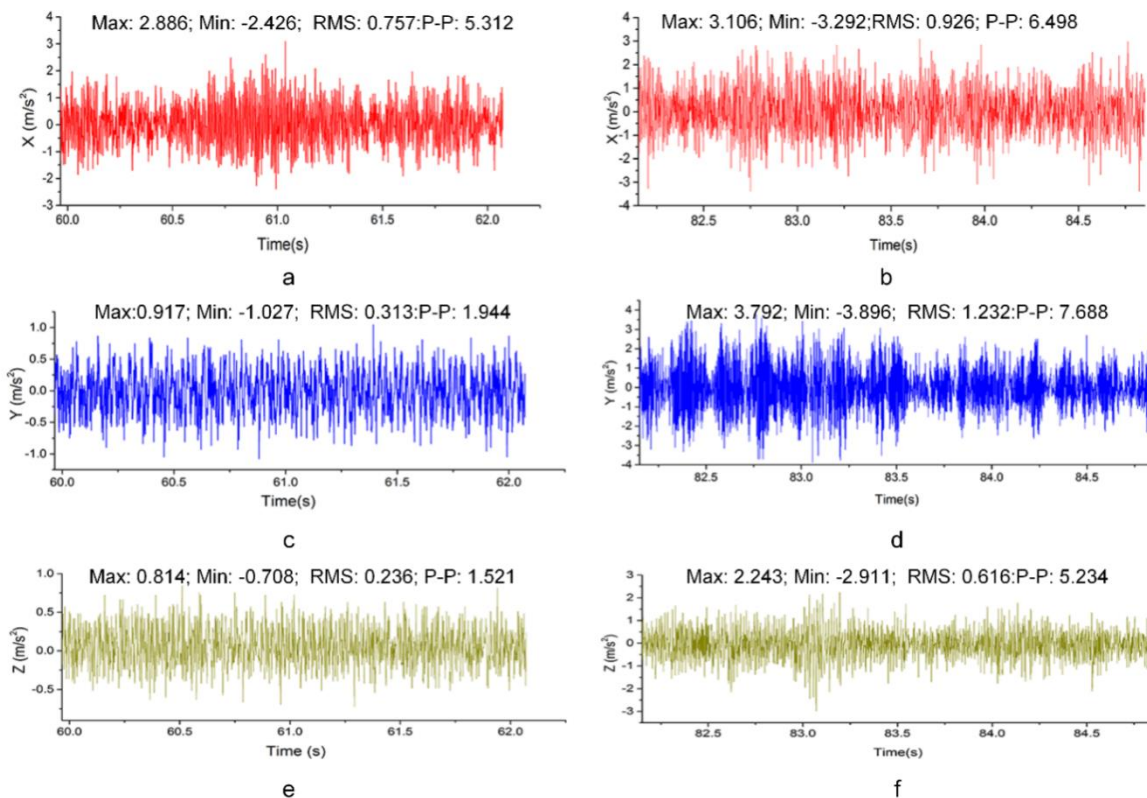 Max: 2.886; Min: -2.426; RMS: 0.757:P-P: 5.312
4
3
2
1
0
-1
-2
-3
X (m/s²)
60.0 60.5 61.0 61.5 62.0
Time(s)
a
Max: 3.106; Min: -3.292;RMS: 0.926; P-P: 6.498
4
3
2
1
0
-1
-2
-3
-4
X (m/s²)
82.5 83.0 83.5 84.0 84.5
Time(s)
b
Max:0.917; Min: -1.027; RMS: 0.313:P-P: 1.944
1.0
0.5
0.0
-0.5
-1.0
Y (m/s²)
60.0 60.5 61.0 61.5 62.0
Time(s)
c
Max: 3.792; Min: -3.896; RMS: 1.232:P-P: 7.688
4
3
2
1
0
-1
-2
-3
-4
Y (m/s²)
82.5 83.0 83.5 84.0 84.5
Time(s)
d
Max: 0.814; Min: -0.708; RMS: 0.236; P-P: 1.521
1.0
0.5
0.0
-0.5
Z (m/s²)
60.0 60.5 61.0 61.5 62.0
Time (s)
e
Max: 2.243; Min: -2.911; RMS: 0.616:P-P: 5.234
3
2
1
0
-1
-2
-3
Z (m/s²)
82.5 83.0 83.5 84.0 84.5
Time(s)
f